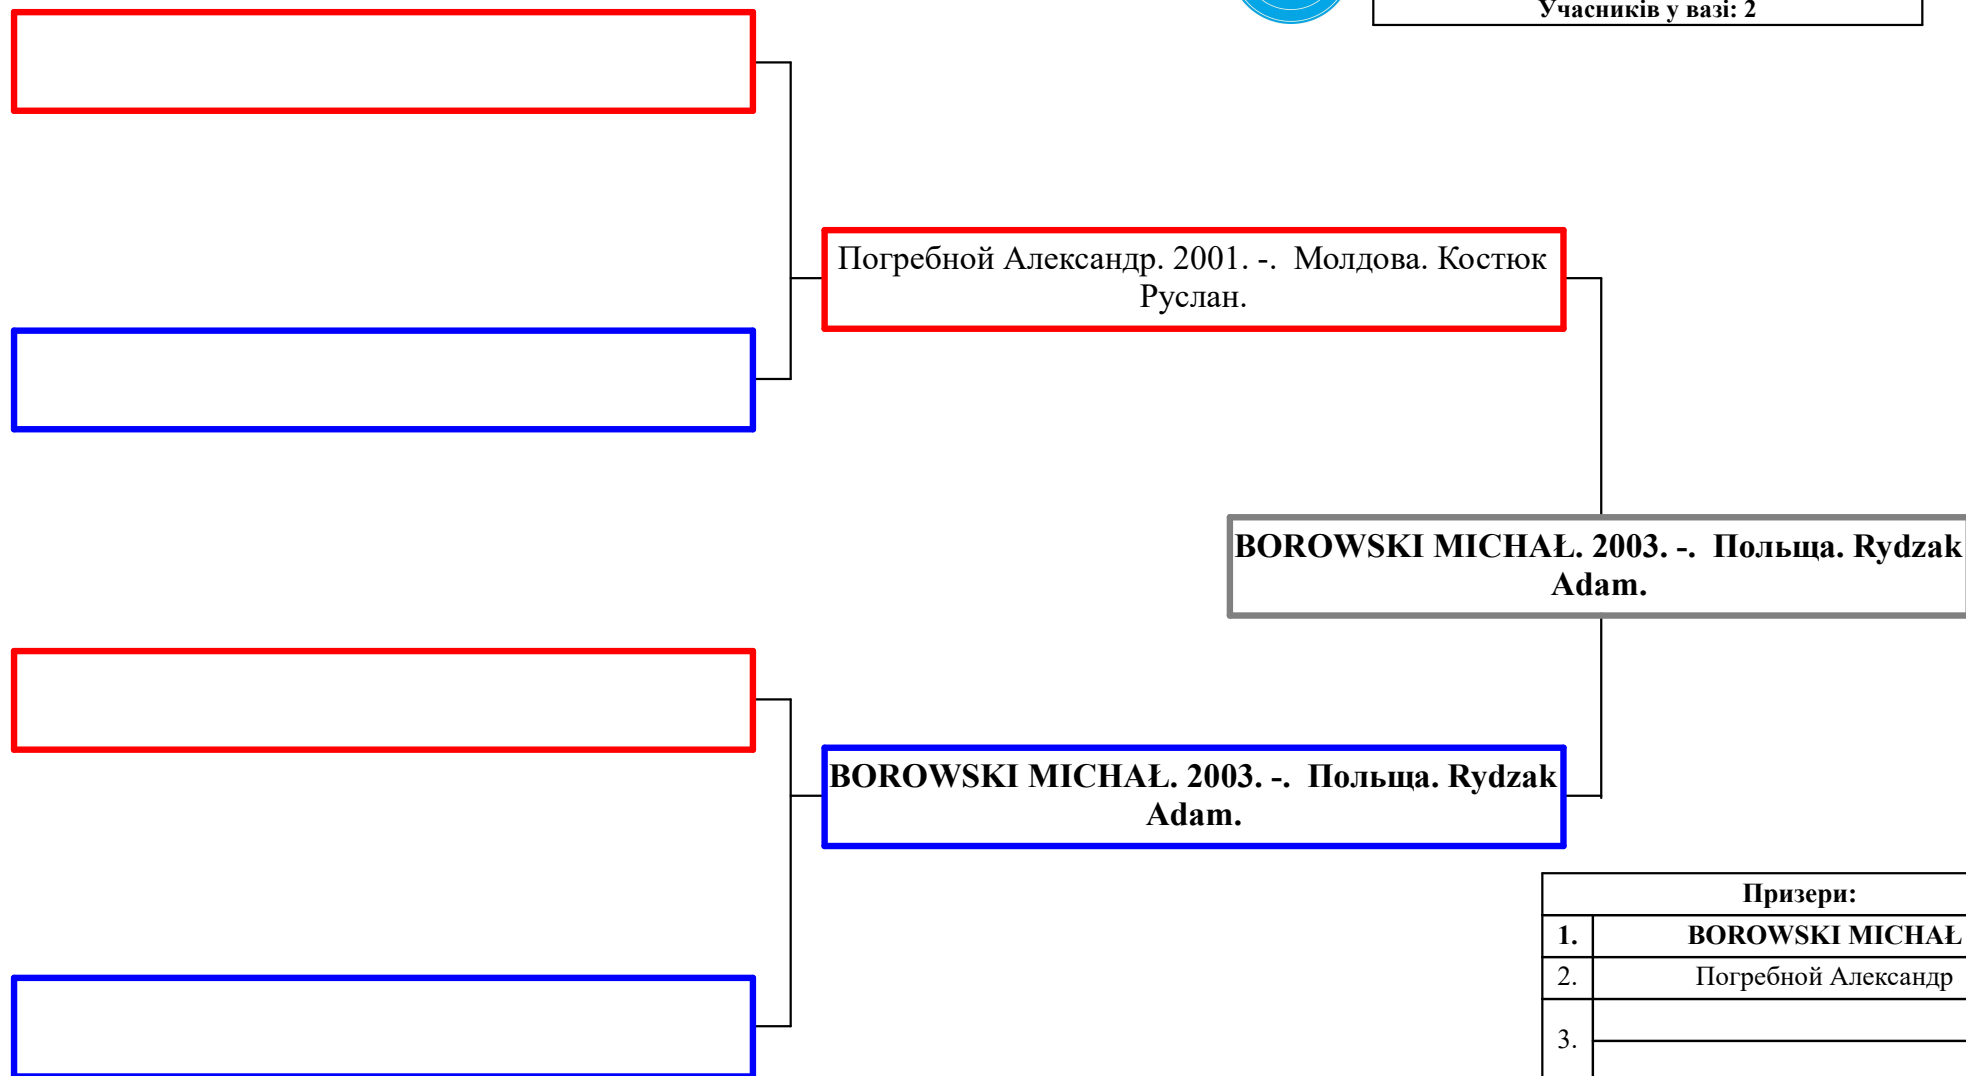 Учасників у вазі: 2
Погребной Александр. 2001. -. Молдова. Костюк
Руслан.
BOROWSKI MICHAŁ. 2003. -. Польща. Rydzak
Adam.
BOROWSKI MICHAŁ. 2003. -. Польща. Rydzak
Adam.
Призери:
1. BOROWSKI MICHAŁ
2. Погребной Александр
3.